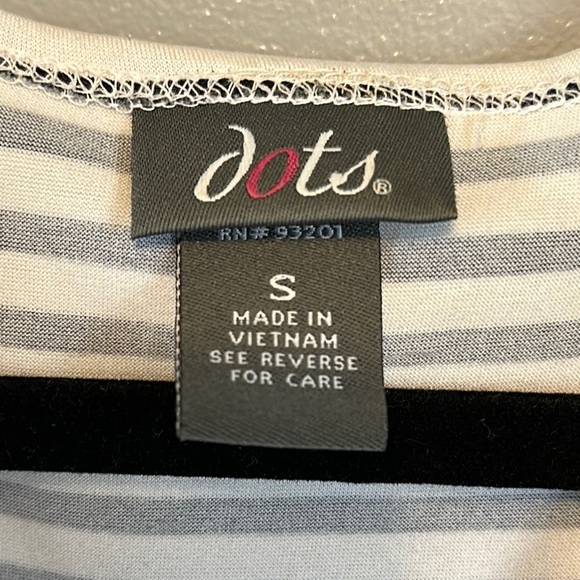 dots®
RN# 93201
S
MADE IN
VIETNAM
SEE REVERSE
FOR CARE